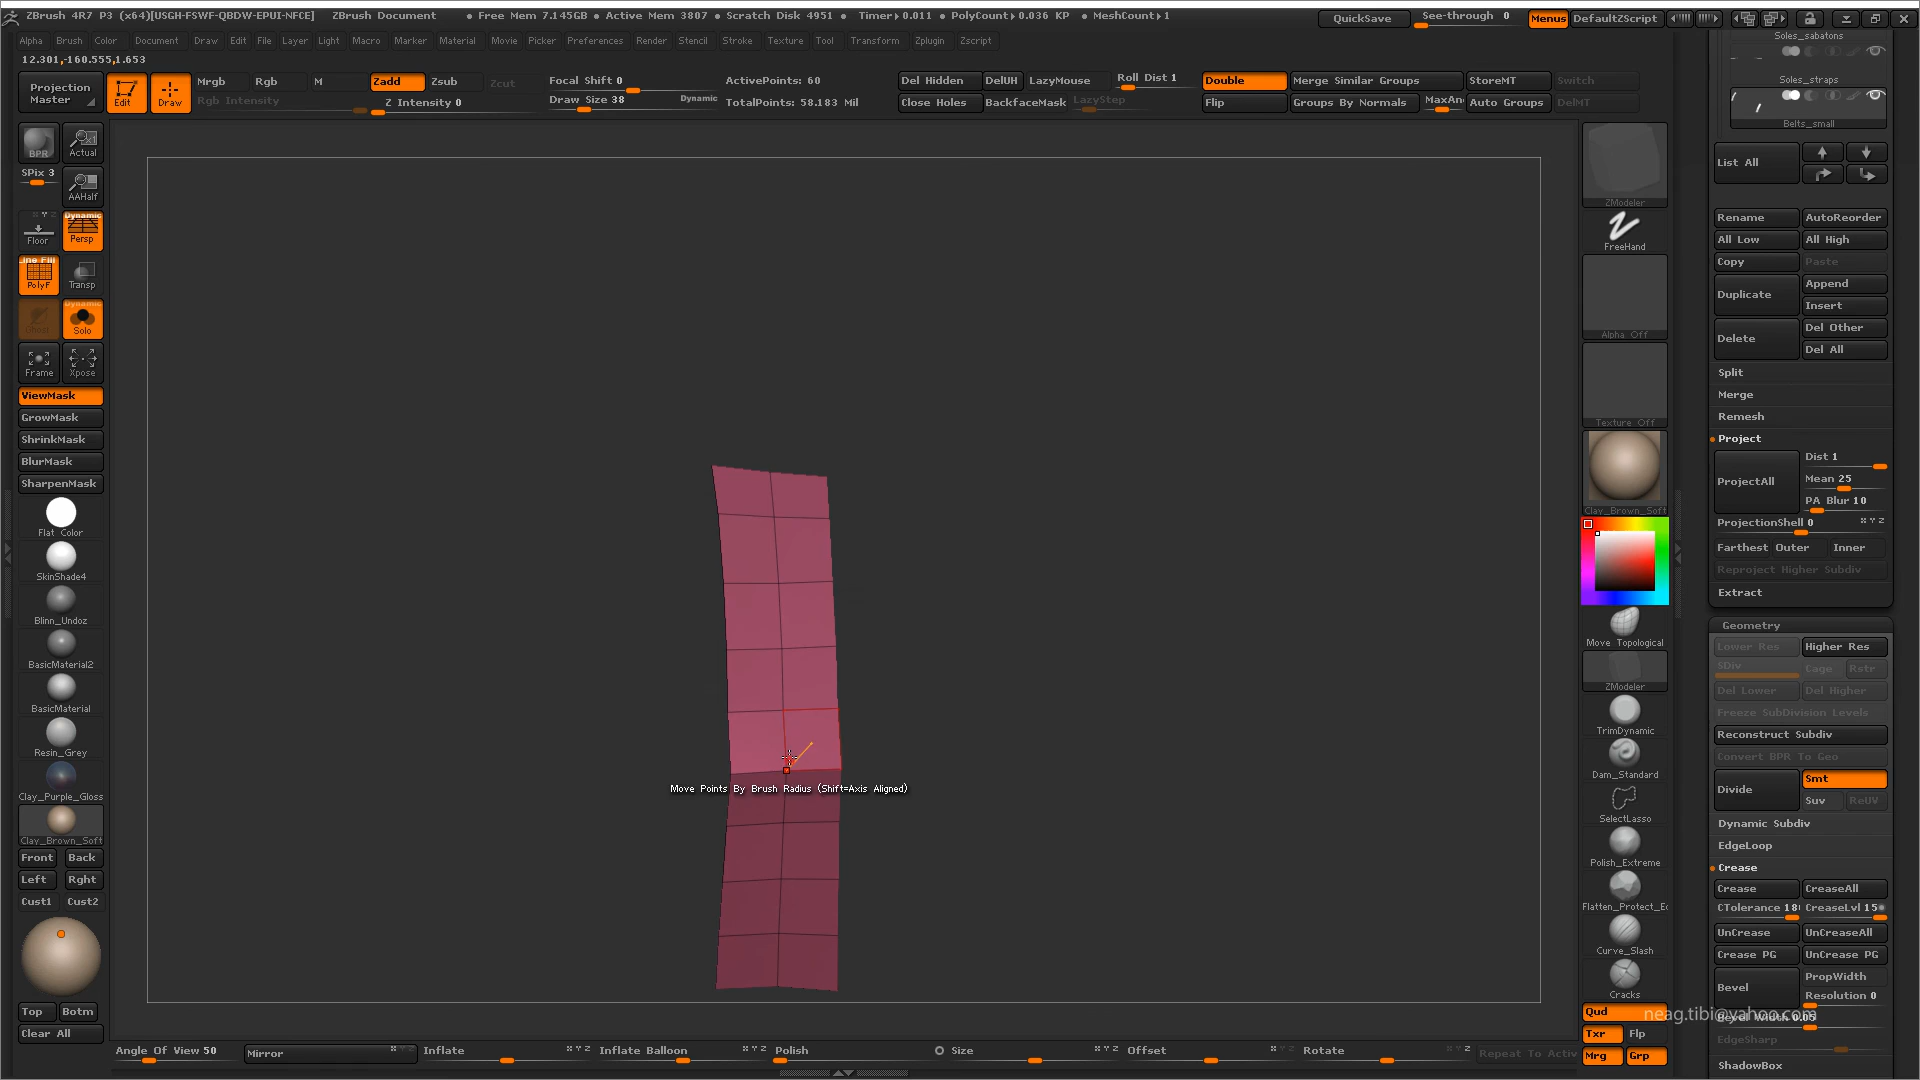 ZBrush 4R7 P3 (x64)[USGH-FSWF-QBDW-EPUI-NFCE] ZBrush Document • Free Mem 7.145GB • Active Mem 3807 • Scratch Disk 4951 • Timer▸0.011 • PolyCount▸0.036 KP • MeshCount▸1 QuickSave See-through 0 Menus DefaultZScript
Alpha Brush Color Document Draw Edit File Layer Light Macro Marker Material Movie Picker Preferences Render Stencil Stroke Texture Tool Transform Zplugin Zscript
12.301,-160.555,1.653
Projection Master
Edit
Draw
Mrgb Rgb M Zadd Zsub Zcut
Rgb Intensity Z Intensity 0
Focal Shift 0
Draw Size 38 Dynamic
ActivePoints: 60
TotalPoints: 58.183 Mil
Del Hidden DelUH LazyMouse Roll Dist 1
Close Holes BackfaceMask LazyStep
Double Merge Similar Groups StoreMT Switch
Flip Groups By Normals MaxAn Auto Groups DelMT
BPR
Actual
SPix 3
AAHalf
Floor
Dynamic
Persp
Line Fill
PolyF
Transp
Ghost
Dynamic
Solo
Frame
Xpose
ViewMask
GrowMask
ShrinkMask
BlurMask
SharpenMask
Flat Color
SkinShade4
Blinn_Undoz
BasicMaterial2
BasicMaterial
Resin_Grey
Clay_Purple_Gloss
Clay_Brown_Soft
Front Back
Left Rght
Cust1 Cust2
Top Botm
Clear All
Move Points By Brush Radius (Shift=Axis Aligned)
Angle Of View 50 Mirror Inflate Inflate Balloon Polish Size Offset Rotate Repeat To Activ
ZModeler
FreeHand
Alpha Off
Texture Off
Clay_Brown_Soft
Move Topological
ZModeler
TrimDynamic
Dam_Standard
SelectLasso
Polish_Extreme
Flatten_Protect_Ec
Curve_Slash
Cracks
Qud
Txr Flp
Mrg Grp
Soles_sabatons
Soles_straps
Belts_small
List All
Rename AutoReorder
All Low All High
Copy Paste
Duplicate Append
Insert
Delete Del Other
Del All
Split
Merge
Remesh
Project
ProjectAll
Dist 1
Mean 25
PA Blur 10
ProjectionShell 0
Farthest Outer Inner
Reproject Higher Subdiv
Extract
Geometry
Lower Res Higher Res
SDiv Cage Rstr
Del Lower Del Higher
Freeze SubDivision Levels
Reconstruct Subdiv
Convert BPR To Geo
Divide Smt
Suv ReUV
Dynamic Subdiv
EdgeLoop
Crease
Crease CreaseAll
CTolerance 18 CreaseLvl 15
UnCrease UnCreaseAll
Crease PG UnCrease PG
Bevel PropWidth
Resolution 0
Bevel Width 0.05
neag.tibi@yahoo.com
EdgeSharp
ShadowBox